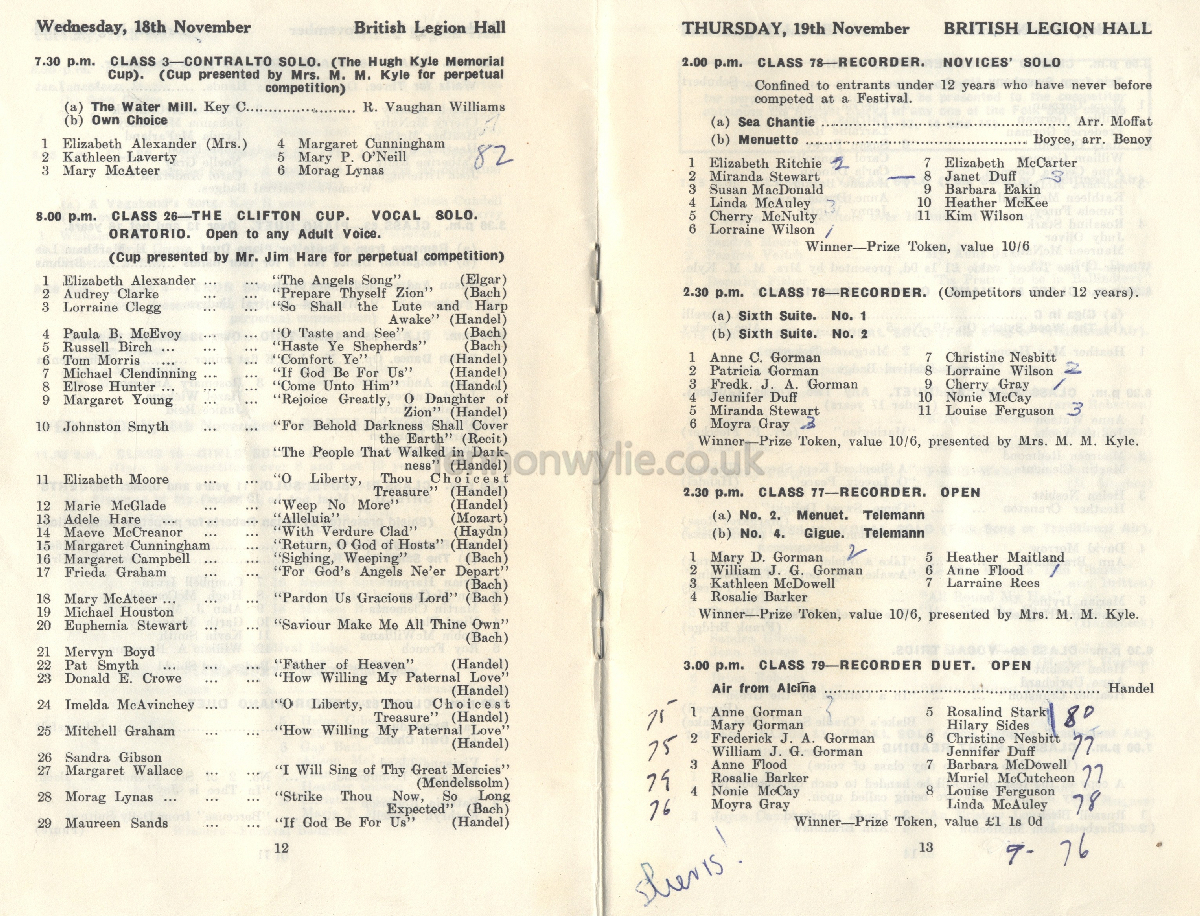 Wednesday, 18th November British Legion Hall
7.30 p.m. CLASS 3—CONTRALTO SOLO. (The Hugh Kyle Memorial
Cup). (Cup presented by Mrs. M. M. Kyle for perpetual
competition)
(a) The Water Mill. Key C...................... R. Vaughan Williams
(b) Own Choice
1 Elizabeth Alexander (Mrs.) 4 Margaret Cunningham
2 Kathleen Laverty 5 Mary P. O'Neill 82
3 Mary McAteer 6 Morag Lynas
8.00 p.m. CLASS 26—THE CLIFTON CUP. VOCAL SOLO.
ORATORIO. Open to any Adult Voice.
(Cup presented by Mr. Jim Hare for perpetual competition)
1 Elizabeth Alexander ... "The Angels Song" (Elgar)
2 Audrey Clarke ... ... "Prepare Thyself Zion" (Bach)
3 Lorraine Clegg ... ... "So Shall the Lute and Harp
Awake" (Handel)
4 Paula B. McEvoy ... "O Taste and See" (Bach)
5 Russell Birch ... ... "Haste Ye Shepherds" (Bach)
6 Tom Morris ... ... "Comfort Ye" (Handel)
7 Michael Clendinning ... ... "If God Be For Us" (Handel)
8 Elrose Hunter ... ... "Come Unto Him" (Handel)
9 Margaret Young ... ... "Rejoice Greatly, O Daughter of
Zion" (Handel)
10 Johnston Smyth ... ... "For Behold Darkness Shall Cover
the Earth" (Recit)
"The People That Walked in Dark-
ness" (Handel)
11 Elizabeth Moore ... ... "O Liberty, Thou Choicest
Treasure" (Handel)
12 Marie McGlade ... ... "Weep No More" (Handel)
13 Adele Hare ... ... "Alleluia" (Mozart)
14 Maeve McCreanor ... ... "With Verdure Clad" (Haydn)
15 Margaret Cunningham ... "Return, O God of Hosts" (Handel)
16 Margaret Campbell ... ... "Sighing, Weeping" (Bach)
17 Frieda Graham ... ... "For God's Angels Ne'er Depart"
(Bach)
18 Mary McAteer ... ... ... "Pardon Us Gracious Lord" (Bach)
19 Michael Houston
20 Euphemia Stewart ... ... "Saviour Make Me All Thine Own"
(Bach)
21 Mervyn Boyd
22 Pat Smyth ... ... ... "Father of Heaven" (Handel)
23 Donald E. Crowe ... ... "How Willing My Paternal Love"
(Handel)
24 Imelda McAvinchey ... ... "O Liberty, Thou Choicest
Treasure" (Handel)
25 Mitchell Graham ... ... "How Willing My Paternal Love"
(Handel)
26 Sandra Gibson
27 Margaret Wallace ... ... "I Will Sing of Thy Great Mercies"
(Mendelssolm)
28 Morag Lynas ... ... ... "Strike Thou Now, So Long
Expected" (Bach)
29 Maureen Sands ... ... "If God Be For Us" (Handel)
12
THURSDAY, 19th November BRITISH LEGION HALL
2.00 p.m. CLASS 78—RECORDER. NOVICES' SOLO
Confined to entrants under 12 years who have never before
competed at a Festival.
(a) Sea Chantie ............................................ Arr. Moffat
(b) Menuetto ............................................ Boyce, arr. Benoy
1 Elizabeth Ritchie 2 7 Elizabeth McCarter
2 Miranda Stewart — 8 Janet Duff 3
3 Susan MacDonald 9 Barbara Eakin
4 Linda McAuley 3 10 Heather McKee
5 Cherry McNulty 11 Kim Wilson
6 Lorraine Wilson 1
Winner—Prize Token, value 10/6
2.30 p.m. CLASS 76—RECORDER. (Competitors under 12 years).
(a) Sixth Suite. No. 1
(b) Sixth Suite. No. 2
1 Anne C. Gorman 7 Christine Nesbitt
2 Patricia Gorman 8 Lorraine Wilson 2
3 Fredk. J. A. Gorman 9 Cherry Gray 1
4 Jennifer Duff 10 Nonie McCay
5 Miranda Stewart 11 Louise Ferguson 3
6 Moyra Gray 3
Winner—Prize Token, value 10/6, presented by Mrs. M. M. Kyle.
vernonwylie.co.uk
2.30 p.m. CLASS 77—RECORDER. OPEN
(a) No. 2. Menuet. Telemann
(b) No. 4. Gigue. Telemann
1 Mary D. Gorman 2 5 Heather Maitland
2 William J. G. Gorman 6 Anne Flood 1
3 Kathleen McDowell 7 Larraine Rees
4 Rosalie Barker
Winner—Prize Token, value 10/6, presented by Mrs. M. M. Kyle.
3.00 p.m. CLASS 79—RECORDER DUET. OPEN
Air from Alcina ............................................ Handel
75 1 Anne Gorman 3 5 Rosalind Stark 80
Mary Gorman Hilary Sides
75 2 Frederick J. A. Gorman 6 Christine Nesbitt 77
William J. G. Gorman Jennifer Duff
79 3 Anne Flood 7 Barbara McDowell
Rosalie Barker Muriel McCutcheon 77
76 4 Nonie McCay 8 Louise Ferguson
Moyra Gray Linda McAuley 78
Winner—Prize Token, value £1 1s 0d
13
9- 76